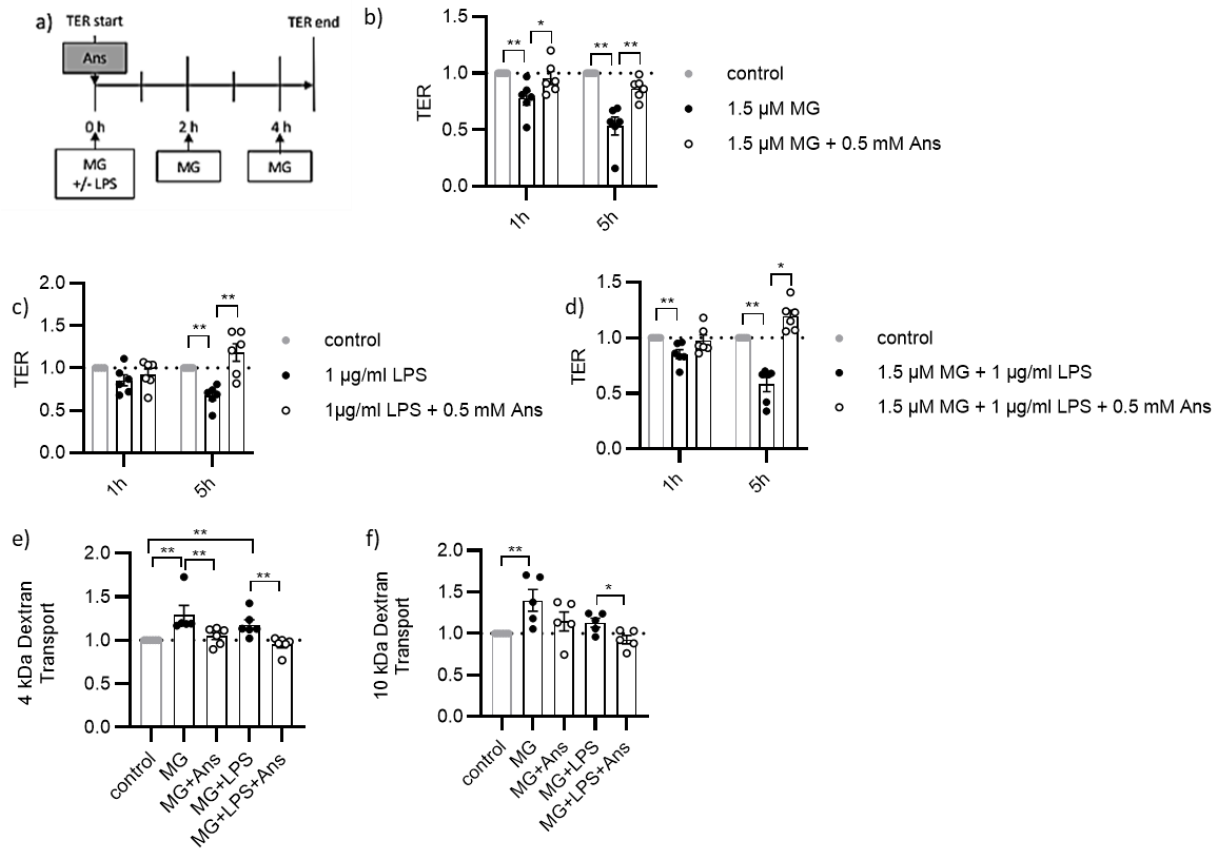 a)
TER start
TER end
Ans
0 h
2h
4h
MG
+/- LPS
MG
MG
b)
1.5
1.0
0.5
0.0
TER
**
*
**
**
1h
5h
control
1.5 µM MG
1.5 µM MG + 0.5 mM Ans
c)
2.0
1.5
1.0
0.5
0.0
TER
**
**
1h
5h
control
1 µg/ml LPS
1µg/ml LPS + 0.5 mM Ans
d)
1.5
1.0
0.5
0.0
TER
**
**
*
1h
5h
control
1.5 µM MG + 1 µg/ml LPS
1.5 µM MG + 1 µg/ml LPS + 0.5 mM Ans
e)
2.0
1.5
1.0
0.5
0.0
4 kDa Dextran
Transport
**
**
**
**
control
MG
MG+Ans
MG+LPS
MG+LPS+Ans
f)
2.0
1.5
1.0
0.5
0.0
10 kDa Dextran
Transport
**
*
control
MG
MG+Ans
MG+LPS
MG+LPS+Ans